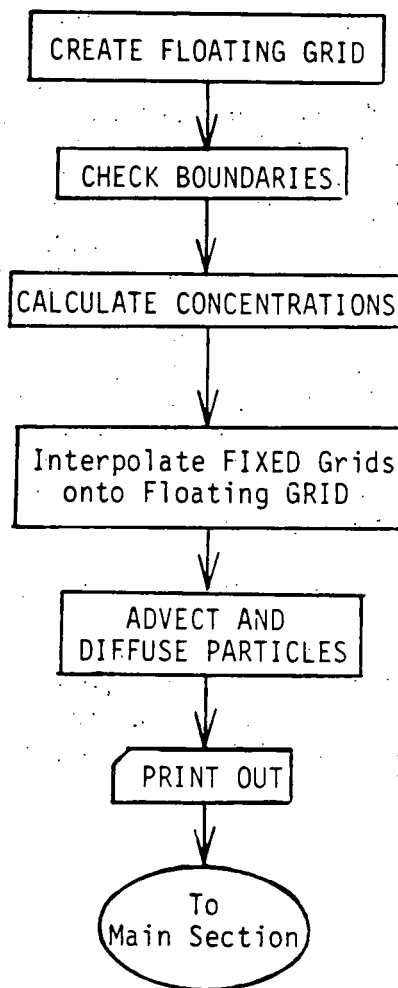 CREATE FLOATING GRID
CHECK BOUNDARIES
CALCULATE CONCENTRATIONS
Interpolate FIXED Grids
onto Floating GRID
ADVECT AND
DIFFUSE PARTICLES
PRINT OUT
To
Main Section